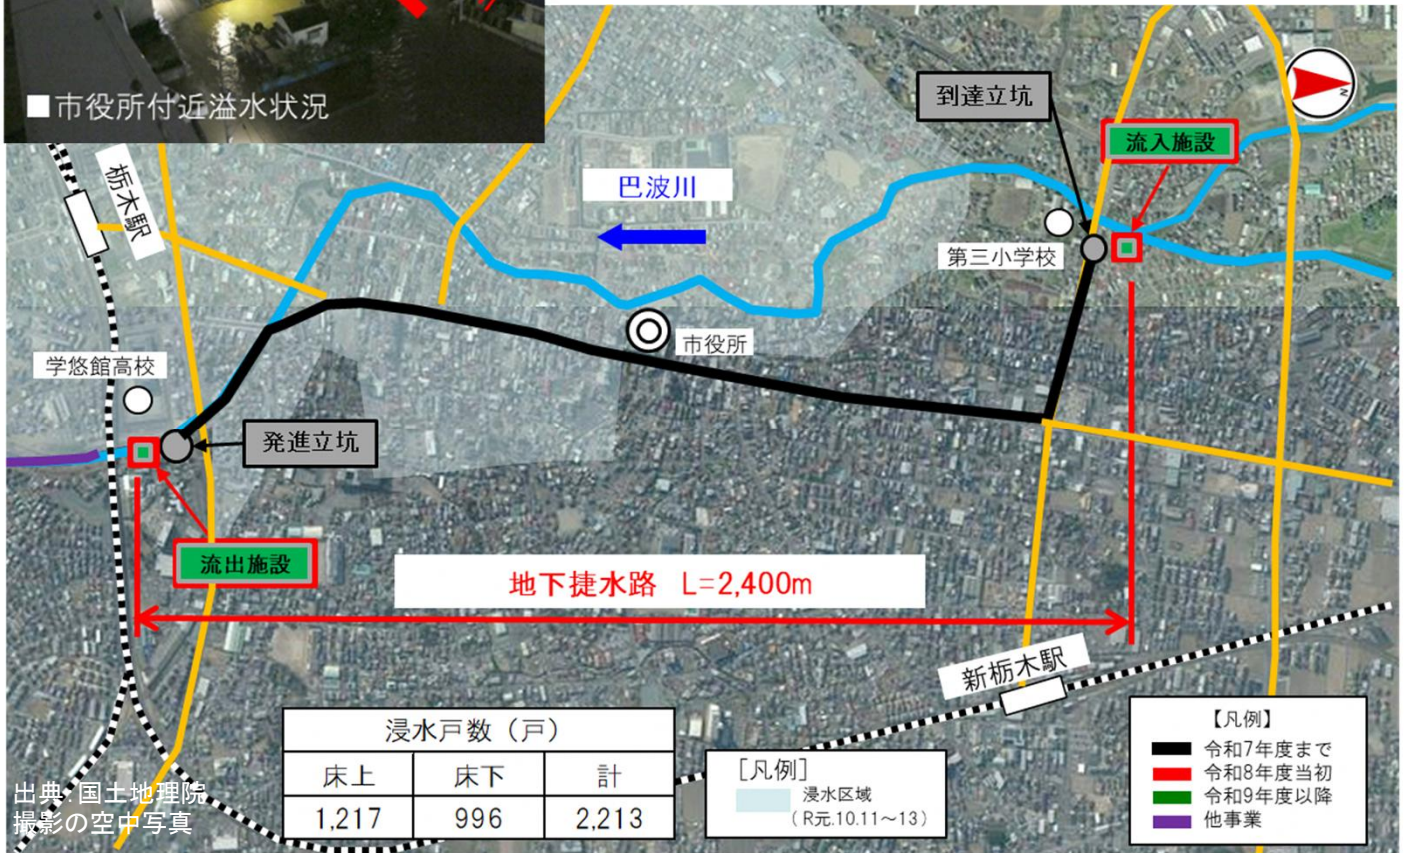 ■市役所付近溢水状況
到達立坑
流入施設
N
栃木駅
巴波川
第三小学校
市役所
学悠館高校
発進立坑
流出施設
地下捷水路 L=2,400m
新栃木駅
浸水戸数（戸）
床上 床下 計
1,217 996 2,213
[凡例]
浸水区域
（R元.10.11～13）
【凡例】
令和7年度まで
令和8年度当初
令和9年度以降
他事業
出典：国土地理院
撮影の空中写真